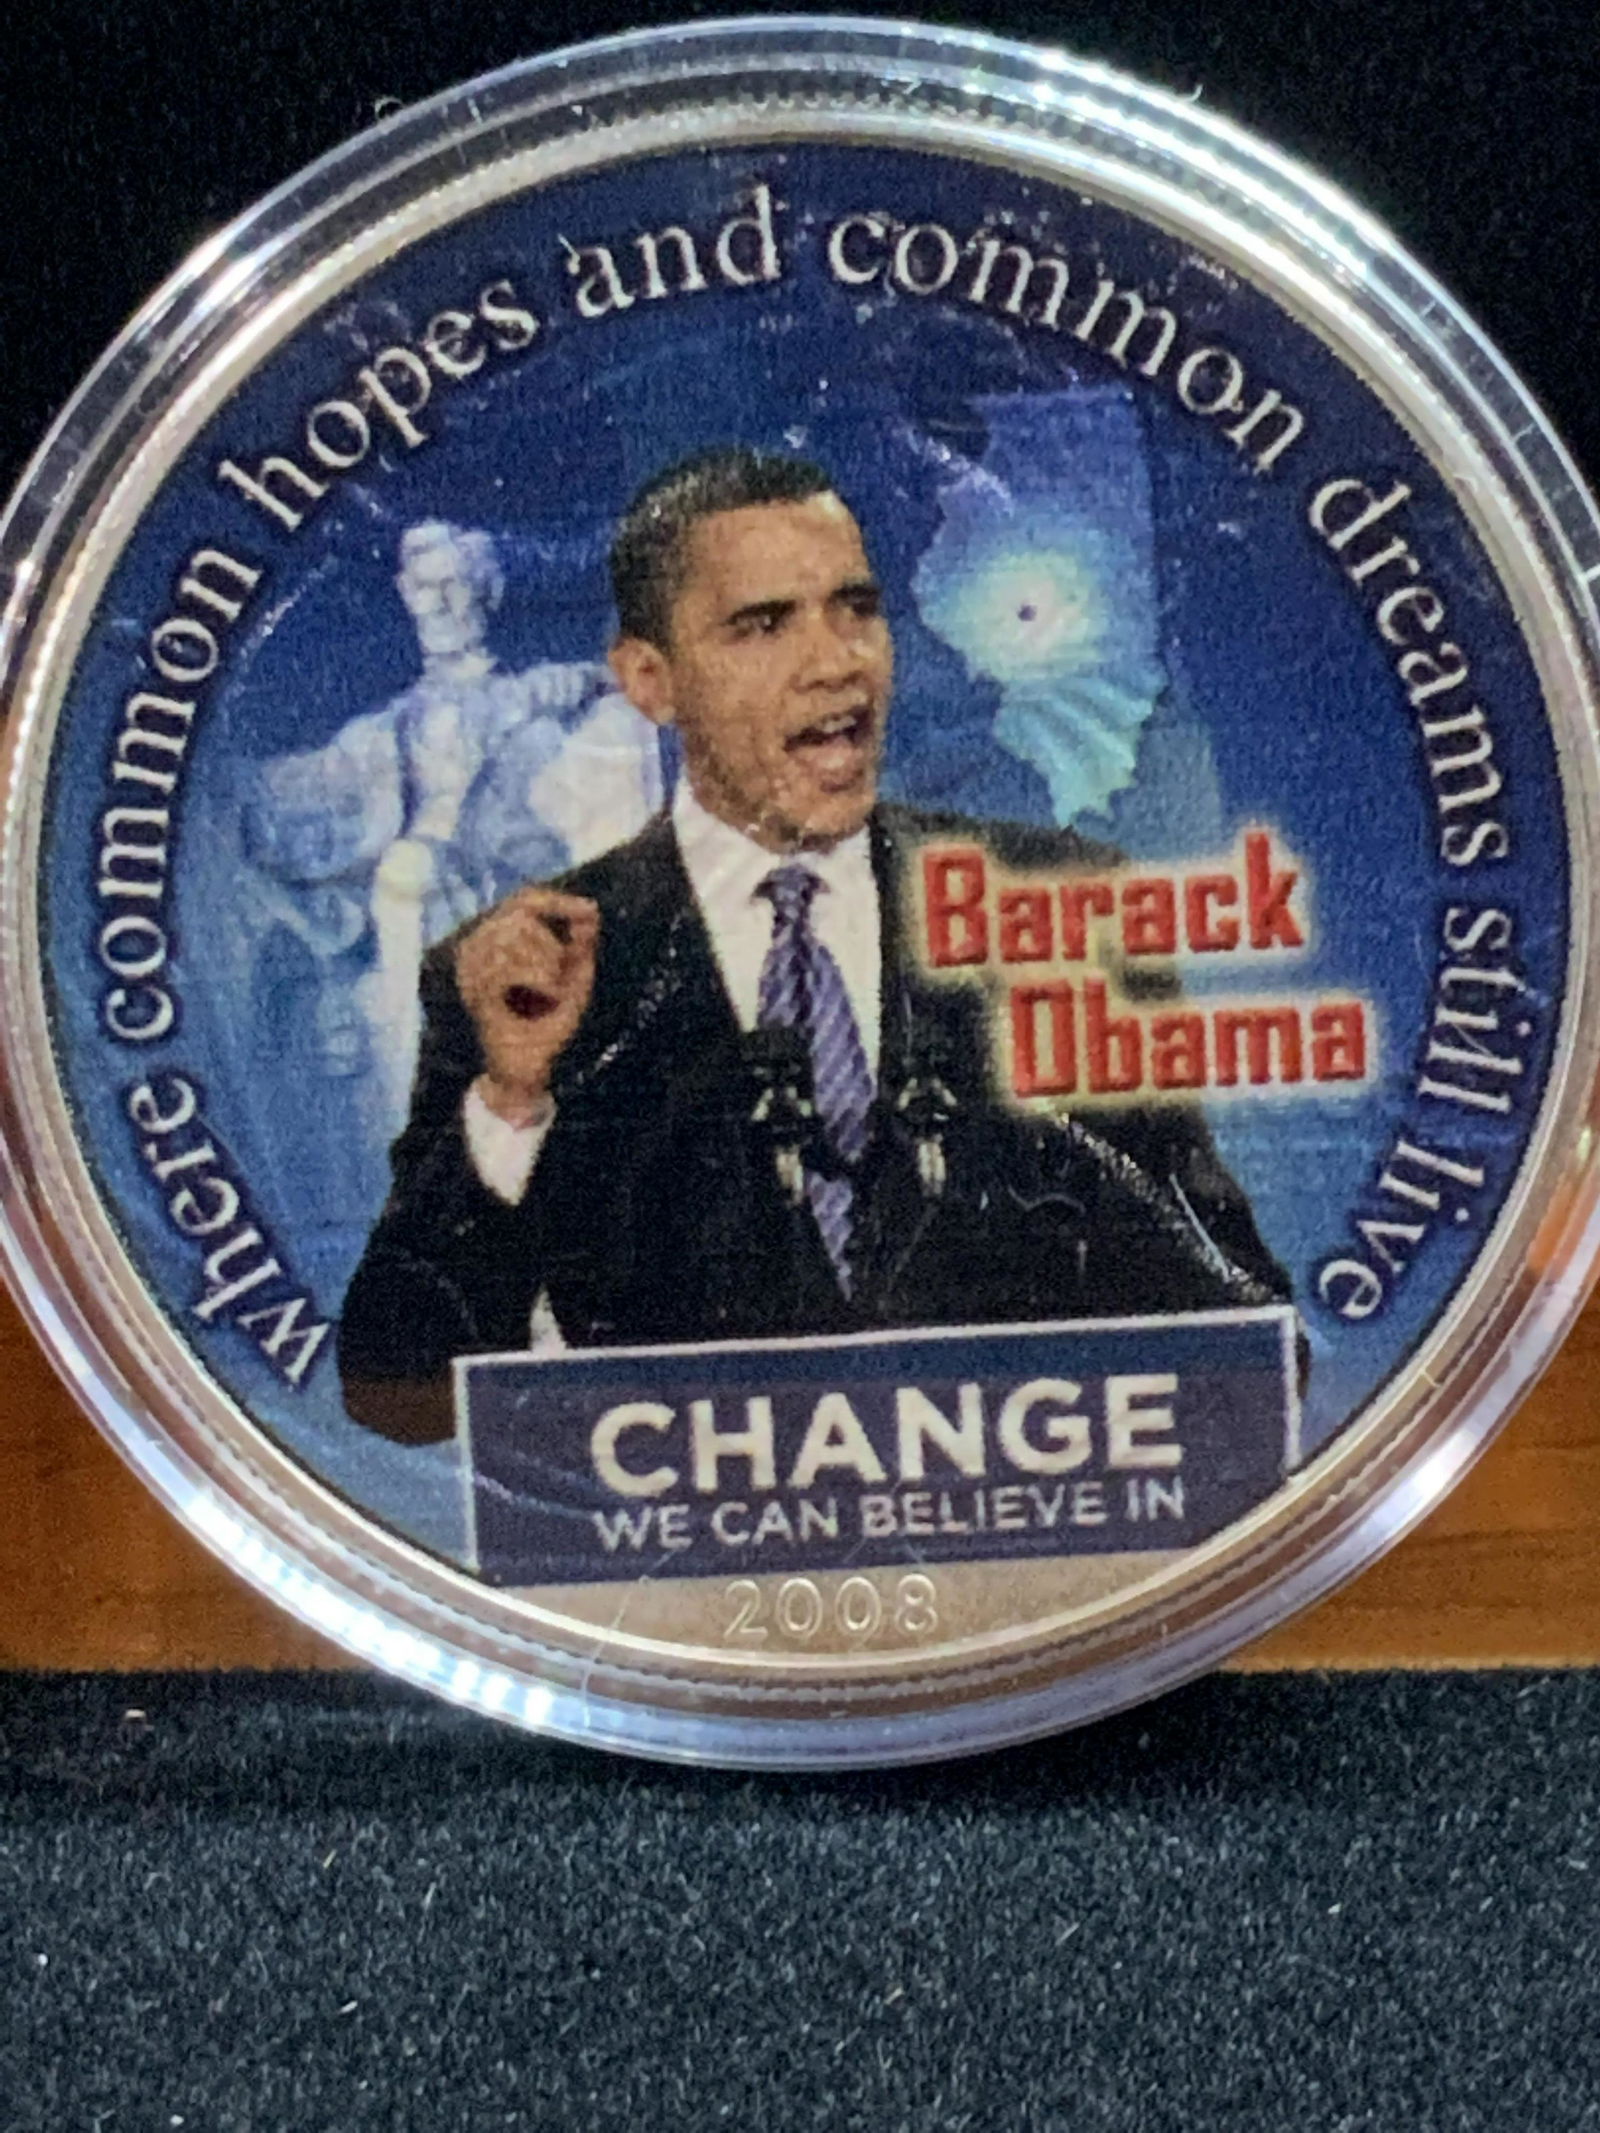 where common hopes and common dreams still live
Barack
Obama
CHANGE
WE CAN BELIEVE IN
2008